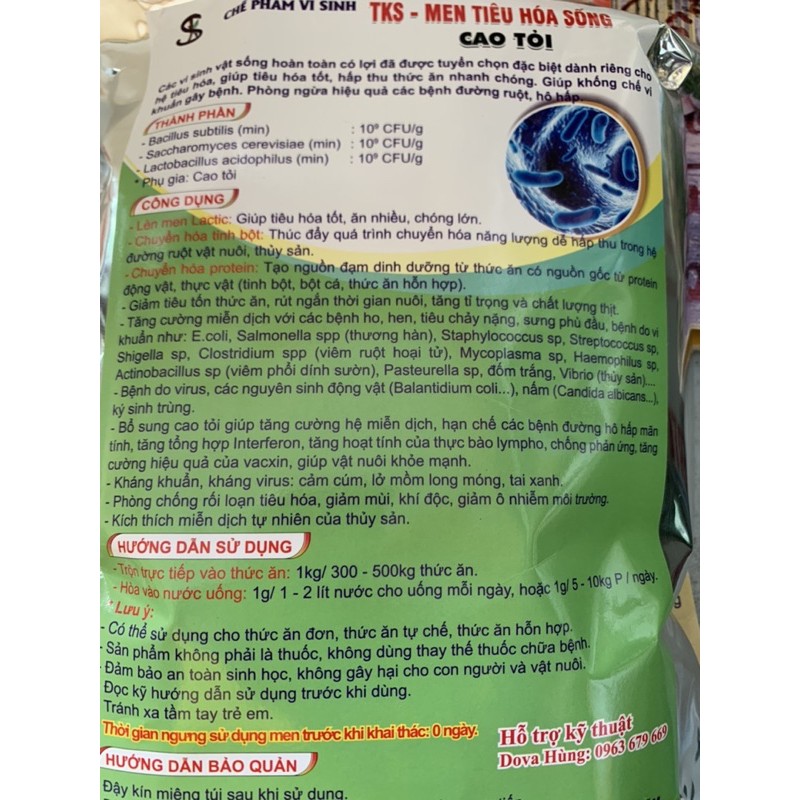 CHẾ PHẨM VI SINH TKS - MEN TIÊU HÓA SỐNG
CAO TỎI
Các vi sinh vật sống hoàn toàn có lợi đã được tuyển chọn đặc biệt dành riêng cho
hệ tiêu hóa, giúp tiêu hóa tốt, hấp thu thức ăn nhanh chóng. Giúp khống chế vi
khuẩn gây bệnh. Phòng ngừa hiệu quả các bệnh đường ruột, hô hấp.
THÀNH PHẦN
- Bacillus subtilis (min) : 10⁹ CFU/g
- Saccharomyces cerevisiae (min) : 10⁹ CFU/g
- Lactobacillus acidophilus (min) : 10⁹ CFU/g
* Phụ gia: Cao tỏi
CÔNG DỤNG
- Lên men Lactic: Giúp tiêu hóa tốt, ăn nhiều, chóng lớn.
- Chuyển hóa tinh bột: Thúc đẩy quá trình chuyển hóa năng lượng dễ hấp thu trong hệ
đường ruột vật nuôi, thủy sản.
- Chuyển hóa protein: Tạo nguồn đạm dinh dưỡng từ thức ăn có nguồn gốc từ protein
động vật, thực vật (tinh bột, bột cá, thức ăn hỗn hợp).
- Giảm tiêu tốn thức ăn, rút ngắn thời gian nuôi, tăng tỉ trọng và chất lượng thịt.
- Tăng cường miễn dịch với các bệnh ho, hen, tiêu chảy nặng, sưng phù đầu, bệnh do vi
khuẩn như: E.coli, Salmonella spp (thương hàn), Staphylococcus sp, Streptococcus sp,
Shigella sp, Clostridium spp (viêm ruột hoại tử), Mycoplasma sp, Haemophilus sp,
Actinobacillus sp (viêm phổi dính sườn), Pasteurella sp, đốm trắng, Vibrio (thủy sản)....
- Bệnh do virus, các nguyên sinh động vật (Balantidium coli...), nấm (Candida albicans...),
ký sinh trùng.
- Bổ sung cao tỏi giúp tăng cường hệ miễn dịch, hạn chế các bệnh đường hô hấp mãn
tính, tăng tổng hợp Interferon, tăng hoạt tính của thực bào lympho, chống phản ứng, tăng
cường hiệu quả của vacxin, giúp vật nuôi khỏe mạnh.
- Kháng khuẩn, kháng virus: cảm cúm, lở mồm long móng, tai xanh.
- Phòng chống rối loạn tiêu hóa, giảm mùi, khí độc, giảm ô nhiễm môi trường.
- Kích thích miễn dịch tự nhiên của thủy sản.
HƯỚNG DẪN SỬ DỤNG
- Trộn trực tiếp vào thức ăn: 1kg/ 300 - 500kg thức ăn.
- Hòa vào nước uống: 1g/ 1 - 2 lít nước cho uống mỗi ngày, hoặc 1g/ 5 - 10kg P / ngày.
* Lưu ý:
- Có thể sử dụng cho thức ăn đơn, thức ăn tự chế, thức ăn hỗn hợp.
- Sản phẩm không phải là thuốc, không dùng thay thế thuốc chữa bệnh.
- Đảm bảo an toàn sinh học, không gây hại cho con người và vật nuôi.
Đọc kỹ hướng dẫn sử dụng trước khi dùng.
Tránh xa tầm tay trẻ em.
Thời gian ngưng sử dụng men trước khi khai thác: 0 ngày.
Hỗ trợ kỹ thuật
Dova Hùng: 0963 679 669
HƯỚNG DẪN BẢO QUẢN
Đậy kín miệng túi sau khi sử dụng.